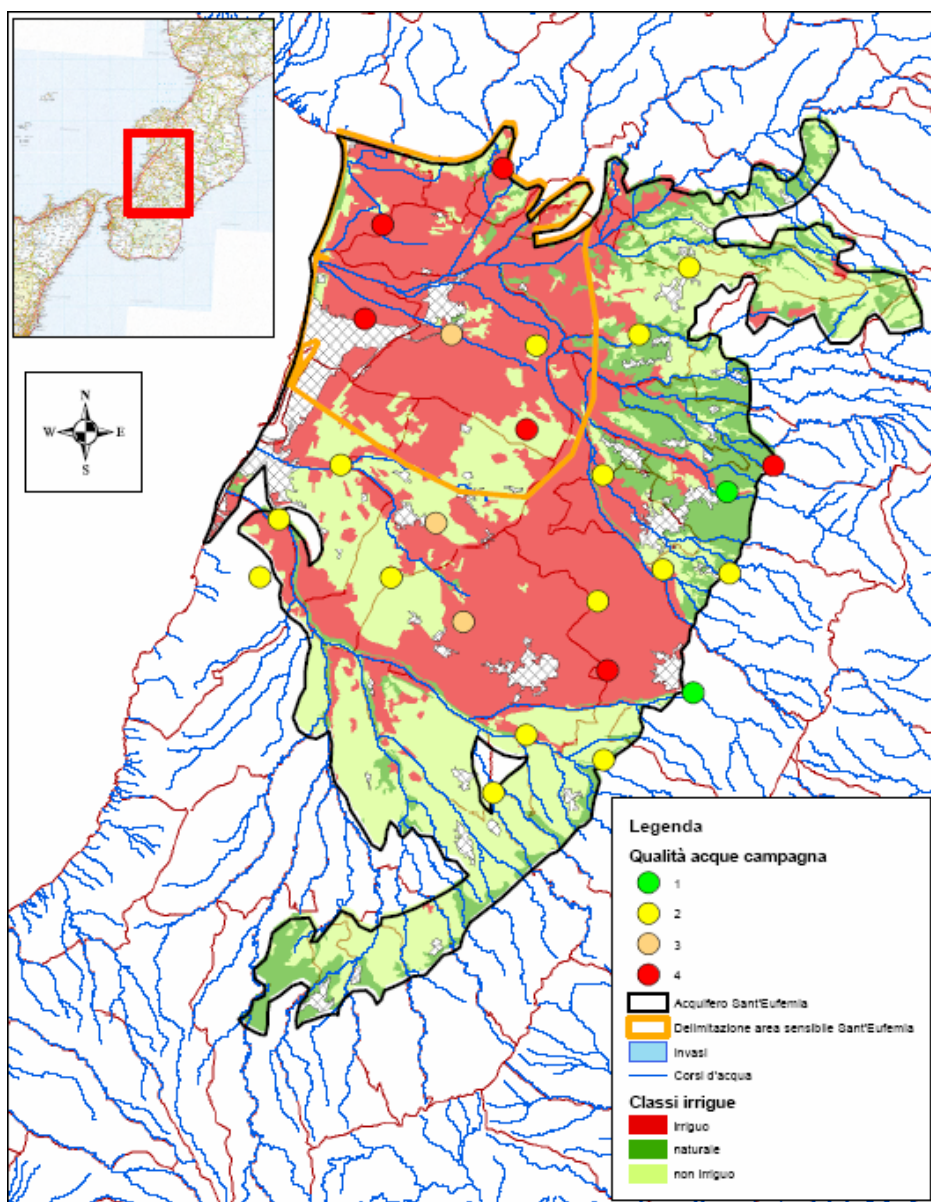 N
W E
S
Legenda
Qualità acque campagna
1
2
3
4
Acquifero Sant'Eufemia
Delimitazione area sensibile Sant'Eufemia
Invasi
Corsi d'acqua
Classi irrigue
Irriguo
naturale
non Irriguo